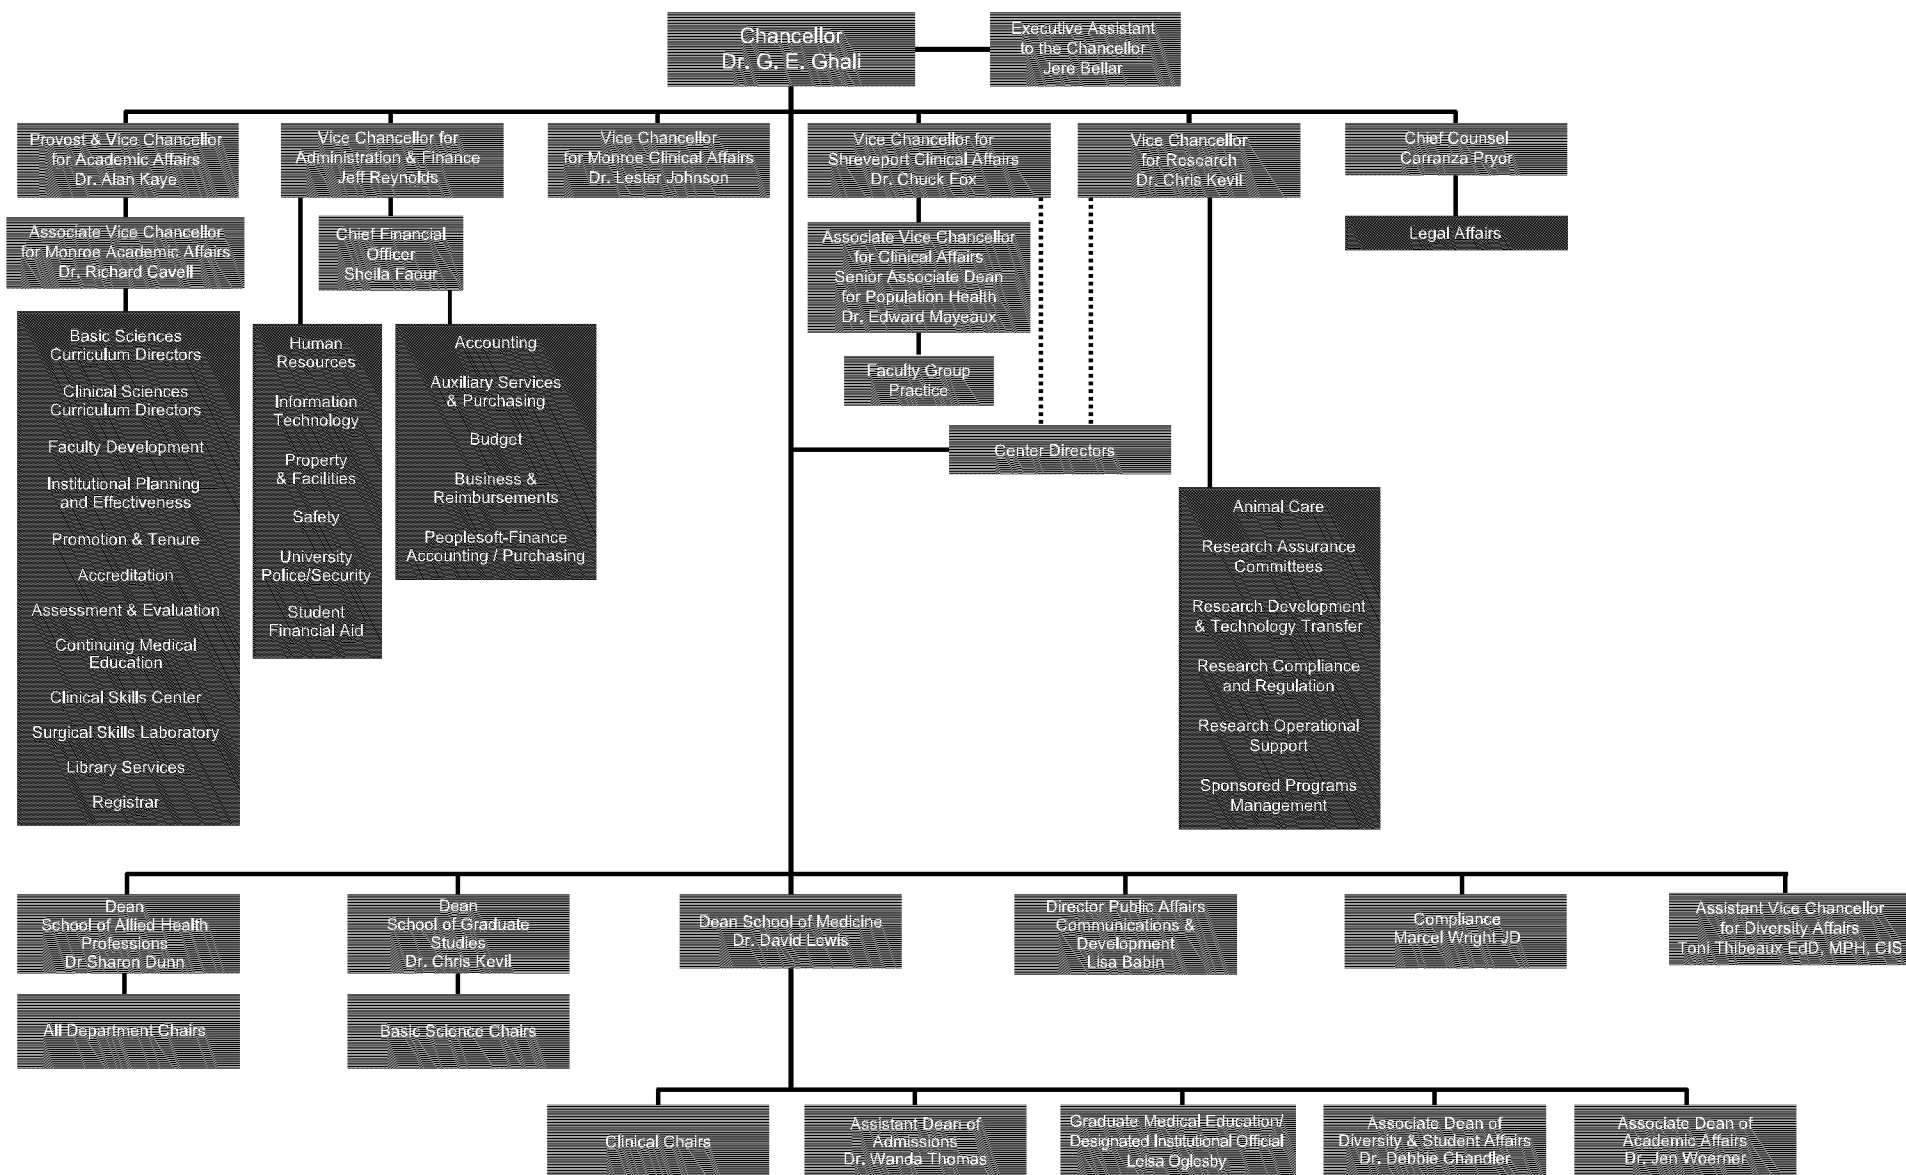 Chancellor
Dr. G. E. Ghali
Executive Assistant
to the Chancellor
Jere Bellar
Provost & Vice Chancellor
for Academic Affairs
Dr. Alan Kaye
Vice Chancellor for
Administration & Finance
Jeff Reynolds
Vice Chancellor
for Monroe Clinical Affairs
Dr. Lester Johnson
Vice Chancellor for
Shreveport Clinical Affairs
Dr. Chuck Fox
Vice Chancellor
for Research
Dr. Chris Kevil
Chief Counsel
Carranza Pryor
Associate Vice Chancellor
for Monroe Academic Affairs
Dr. Richard Cavell
Chief Financial
Officer
Sheila Faour
Associate Vice Chancellor
for Clinical Affairs
Senior Associate Dean
for Population Health
Dr. Edward Mayeaux
Legal Affairs
Basic Sciences
Curriculum Directors
Clinical Sciences
Curriculum Directors
Faculty Development
Institutional Planning
and Effectiveness
Promotion & Tenure
Accreditation
Assessment & Evaluation
Continuing Medical
Education
Clinical Skills Center
Surgical Skills Laboratory
Library Services
Registrar
Human
Resources
Information
Technology
Property
& Facilities
Safety
University
Police/Security
Student
Financial Aid
Accounting
Auxiliary Services
& Purchasing
Budget
Business &
Reimbursements
Peoplesoft-Finance
Accounting / Purchasing
Faculty Group
Practice
Center Directors
Animal Care
Research Assurance
Committees
Research Development
& Technology Transfer
Research Compliance
and Regulation
Research Operational
Support
Sponsored Programs
Management
Dean
School of Allied Health
Professions
Dr Sharon Dunn
Dean
School of Graduate
Studies
Dr. Chris Kevil
Dean School of Medicine
Dr. David Lewis
Director Public Affairs
Communications &
Development
Lisa Babin
Compliance
Marcel Wright JD
Assistant Vice Chancellor
for Diversity Affairs
Toni Thibeaux EdD, MPH, CIS
All Department Chairs
Basic Science Chairs
Clinical Chairs
Assistant Dean of
Admissions
Dr. Wanda Thomas
Graduate Medical Education/
Designated Institutional Official
Leisa Oglesby
Associate Dean of
Diversity & Student Affairs
Dr. Debbie Chandler
Associate Dean of
Academic Affairs
Dr. Jen Woerner